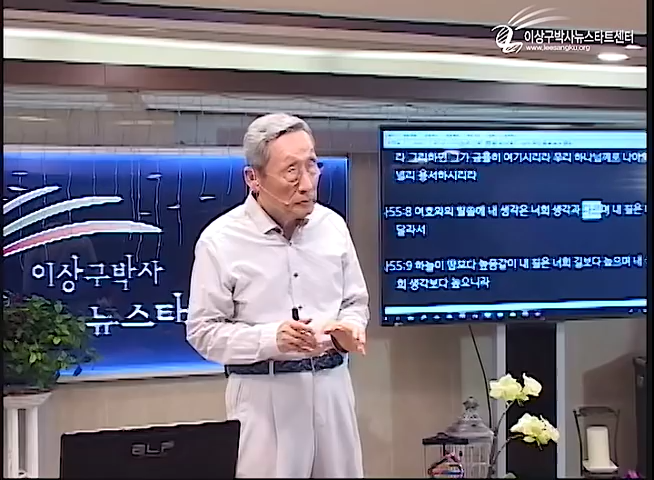 이상구박사뉴스타트센터
www.leesangku.org
라 그리하면 그가 긍휼히 여기시리라 우리 하나님께로
널리 용서하시리라
55:8 여호와의 말씀에 내 생각은 너희 생각과 내 길은
달라서
55:9 하늘이 땅보다 높음같이 내 길은 너희 길보다 높으며 내
희 생각보다 높으니라
이상구박사
뉴스타